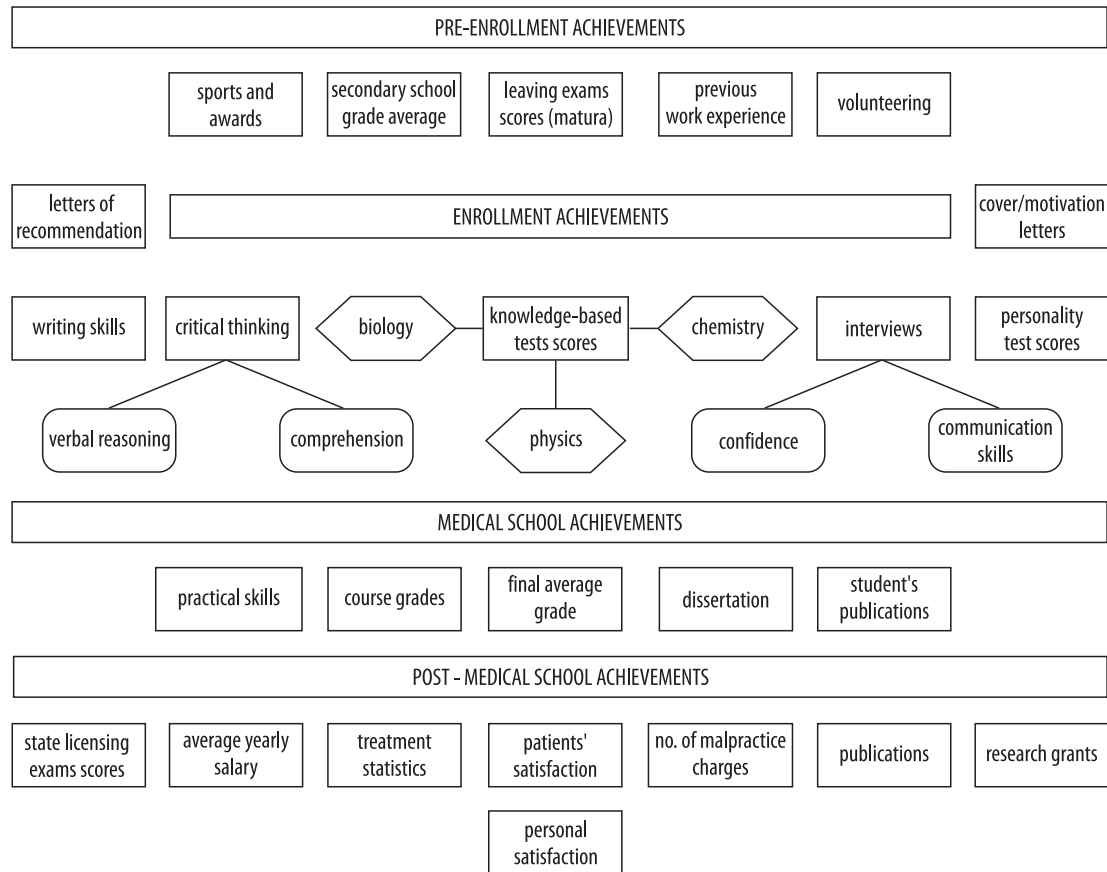 PRE-ENROLLMENT ACHIEVEMENTS
sports and
awards
secondary school
grade average
leaving exams
scores (matura)
previous
work experience
volunteering
letters of
recommendation
ENROLLMENT ACHIEVEMENTS
cover/motivation
letters
writing skills
critical thinking
biology
knowledge-based
tests scores
chemistry
interviews
personality
test scores
verbal reasoning
comprehension
physics
confidence
communication
skills
MEDICAL SCHOOL ACHIEVEMENTS
practical skills
course grades
final average
grade
dissertation
student's
publications
POST - MEDICAL SCHOOL ACHIEVEMENTS
state licensing
exams scores
average yearly
salary
treatment
statistics
patients'
satisfaction
no. of malpractice
charges
publications
research grants
personal
satisfaction